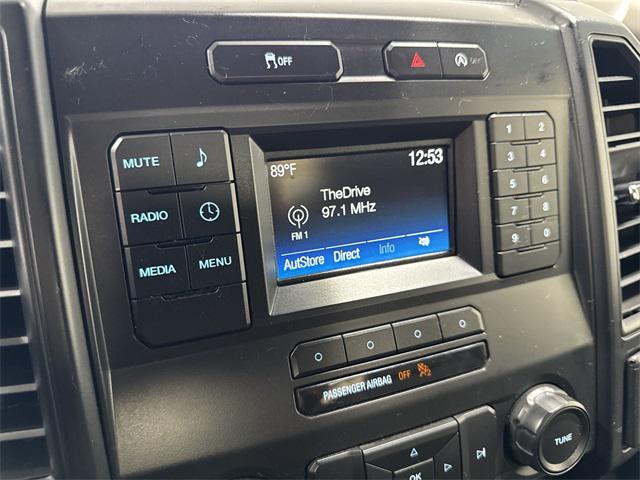 OFF
OFF
MUTE
RADIO
MEDIA MENU
89°F 12:53
TheDrive
97.1 MHz
FM 1
AutStore Direct Info
1 2
3 4
5 6
7 8
9 0
PASSENGER AIRBAG OFF
OK
TUNE